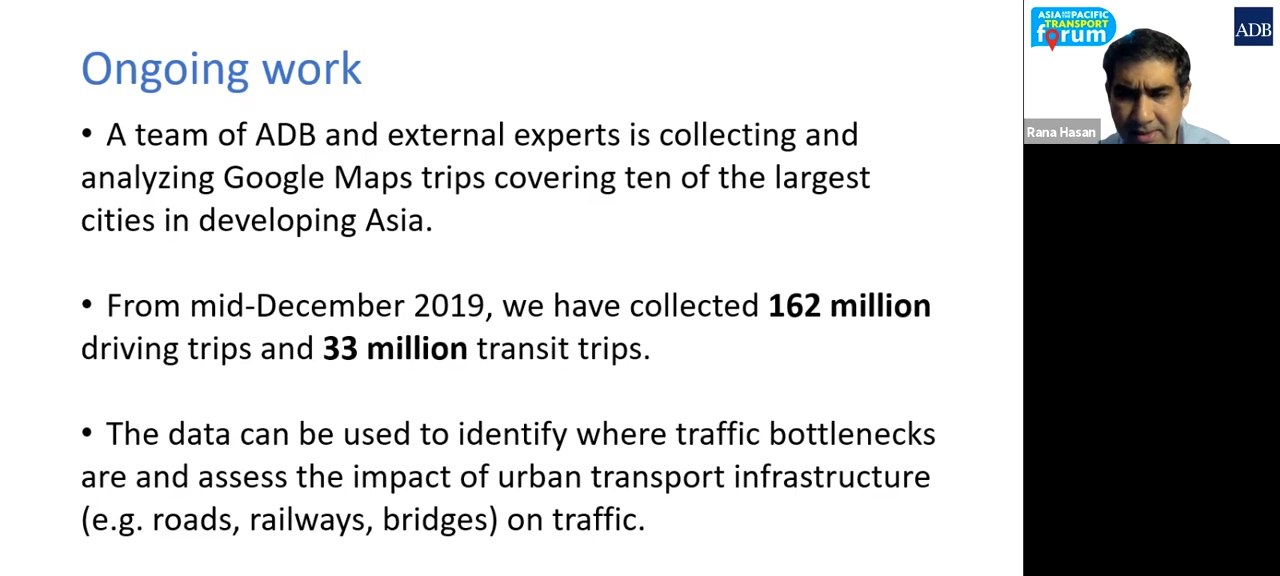 Ongoing work
• A team of ADB and external experts is collecting and
analyzing Google Maps trips covering ten of the largest
cities in developing Asia.
• From mid-December 2019, we have collected 162 million
driving trips and 33 million transit trips.
• The data can be used to identify where traffic bottlenecks
are and assess the impact of urban transport infrastructure
(e.g. roads, railways, bridges) on traffic.
ASIA AND THE PACIFIC
TRANSPORT
forum
ADB
Rana Hasan